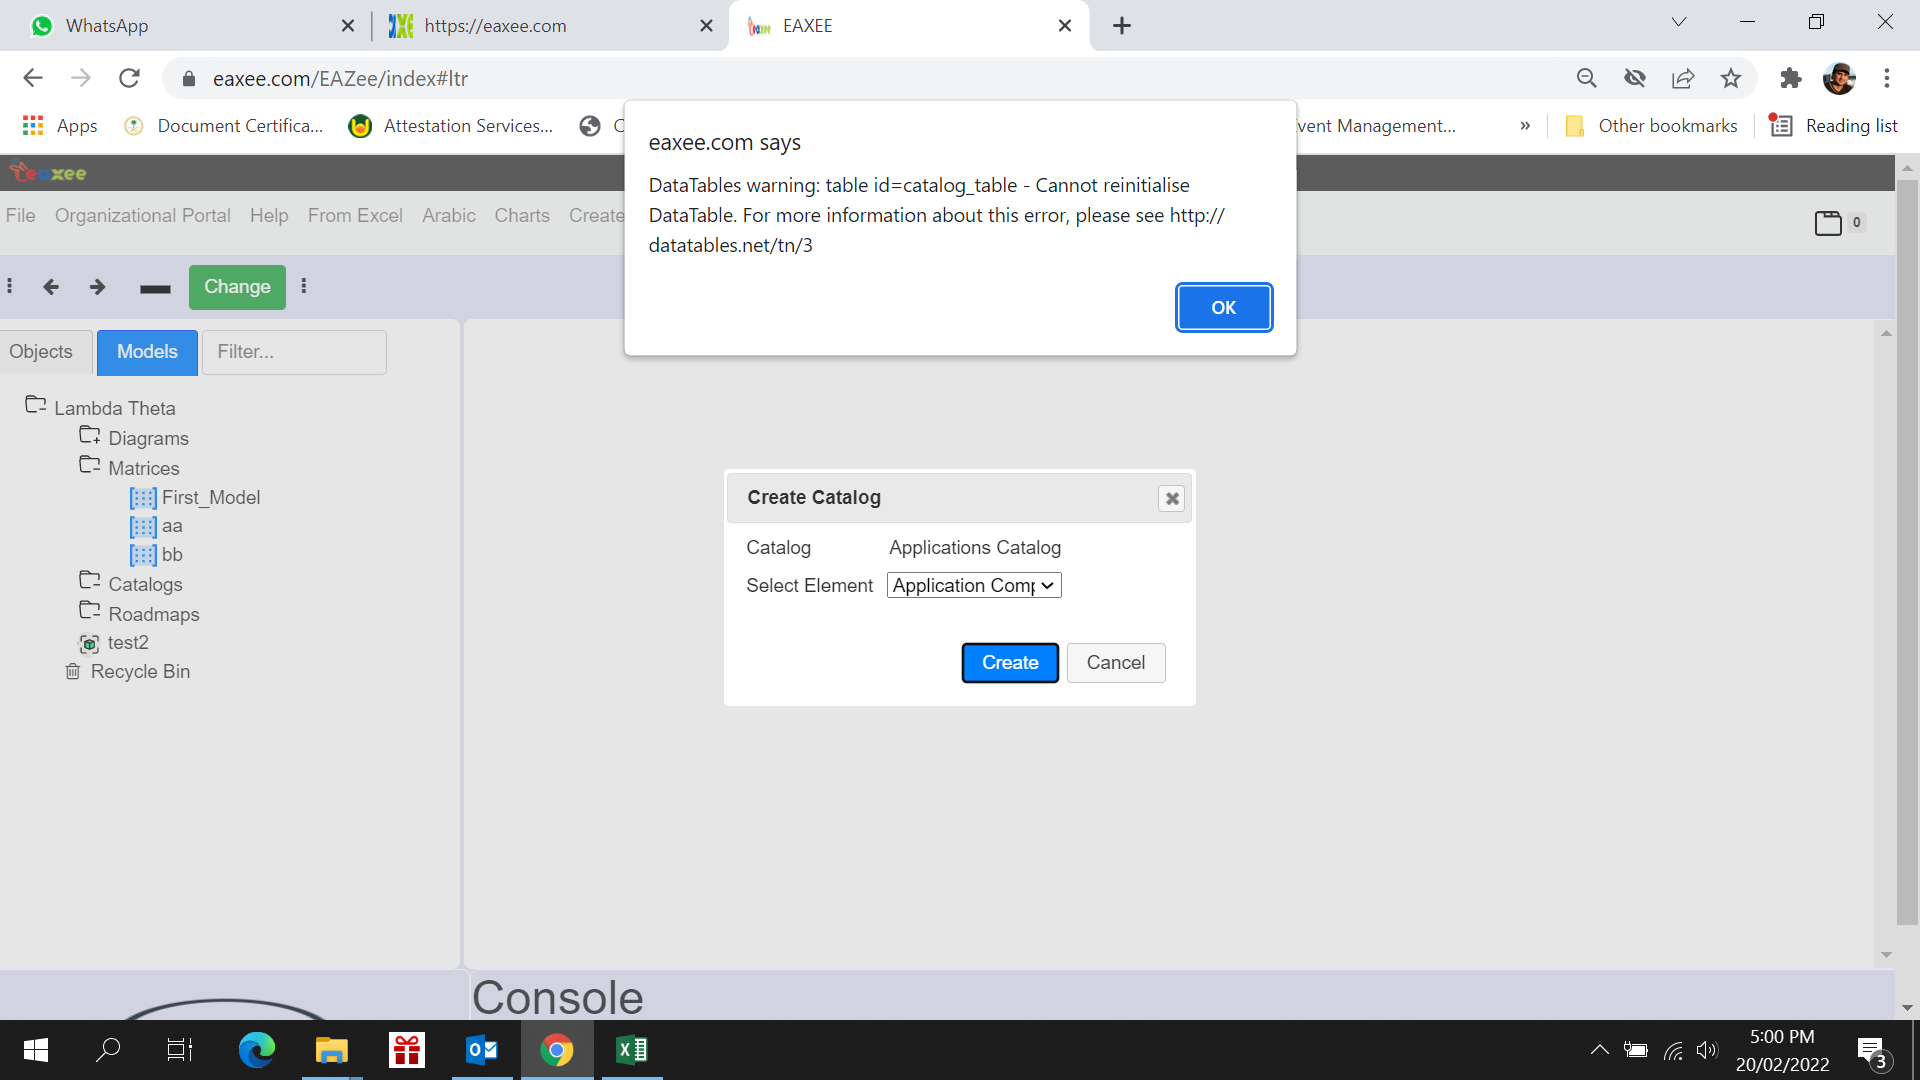 WhatsApp
https://eaxee.com
EAXEE
eaxee.com/EAZee/index#ltr
Apps
Document Certifica...
Attestation Services...
Other bookmarks
Reading list
eaxee.com says
DataTables warning: table id=catalog_table - Cannot reinitialise
DataTable. For more information about this error, please see http://
datatables.net/tn/3
OK
eaxee
File Organizational Portal Help From Excel Arabic Charts Create
0
Change
Objects
Models
Filter...
Lambda Theta
Diagrams
Matrices
First_Model
aa
bb
Catalogs
Roadmaps
test2
Recycle Bin
Create Catalog
Catalog Applications Catalog
Select Element Application Comp
Create
Cancel
Console
5:00 PM
20/02/2022
3